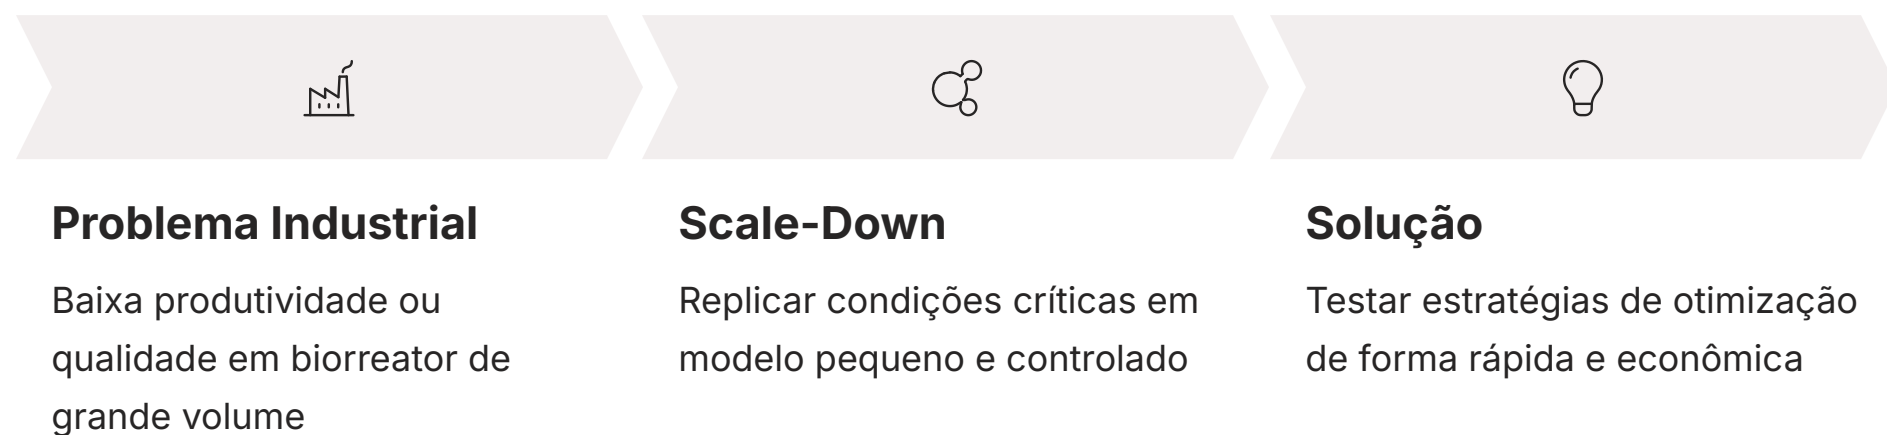 Problema Industrial
Baixa produtividade ou
qualidade em biorreator de
grande volume
Scale-Down
Replicar condições críticas em
modelo pequeno e controlado
Solução
Testar estratégias de otimização
de forma rápida e econômica